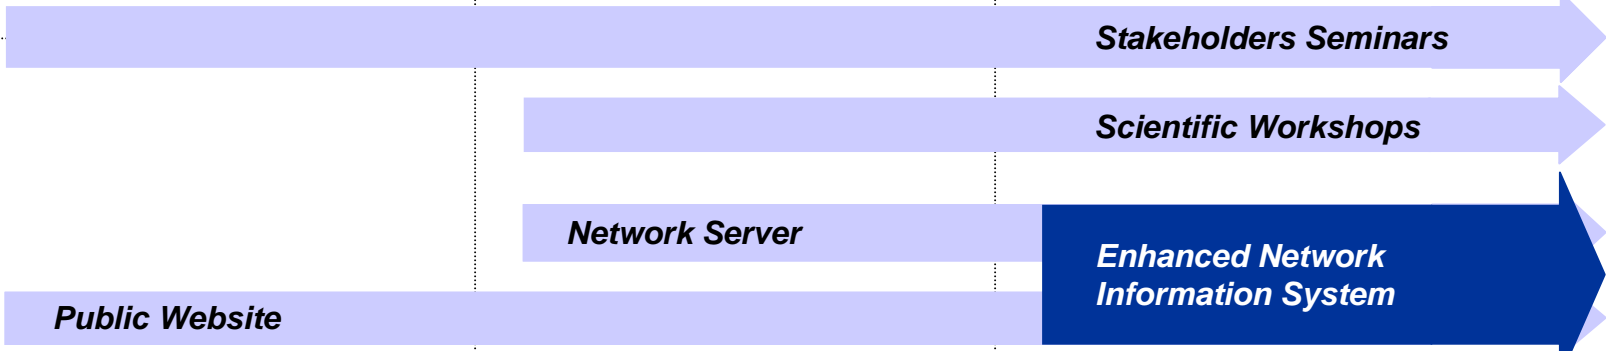 Stakeholders Seminars
Scientific Workshops
Network Server
Enhanced Network
Information System
Public Website